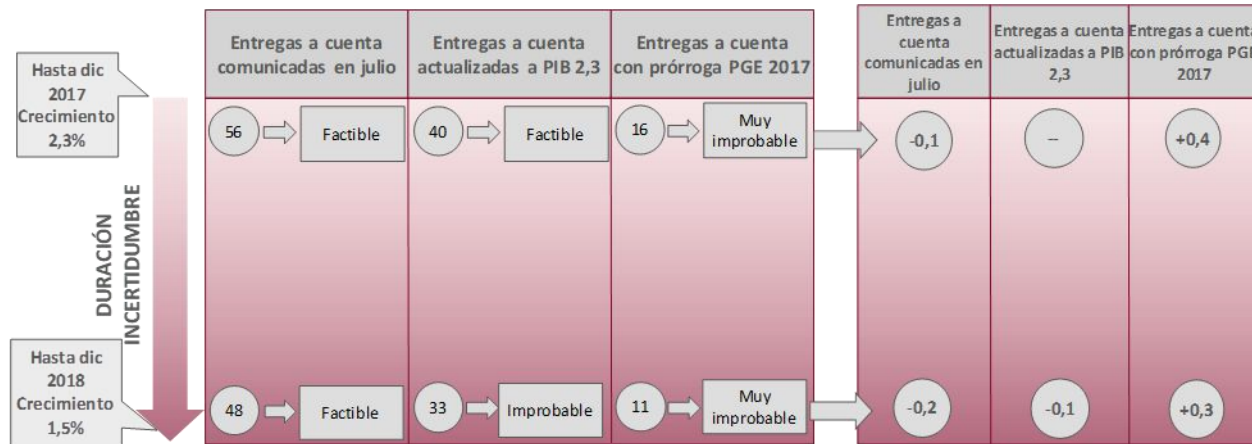 Hasta dic
2017
Crecimiento
2,3%
DURACIÓN
INCERTIDUMBRE
Hasta dic
2018
Crecimiento
1,5%
Entregas a cuenta
comunicadas en julio
Entregas a cuenta
actualizadas a PIB 2,3
Entregas a cuenta
con prórroga PGE 2017
56
Factible
40
Factible
16
Muy
improbable
48
Factible
33
Improbable
11
Muy
improbable
Entregas a
cuenta
comunicadas en
julio
Entregas a cuenta
actualizadas a PIB
2,3
Entregas a cuenta
con prórroga PGE
2017
-0,1
--
+0,4
-0,2
-0,1
+0,3